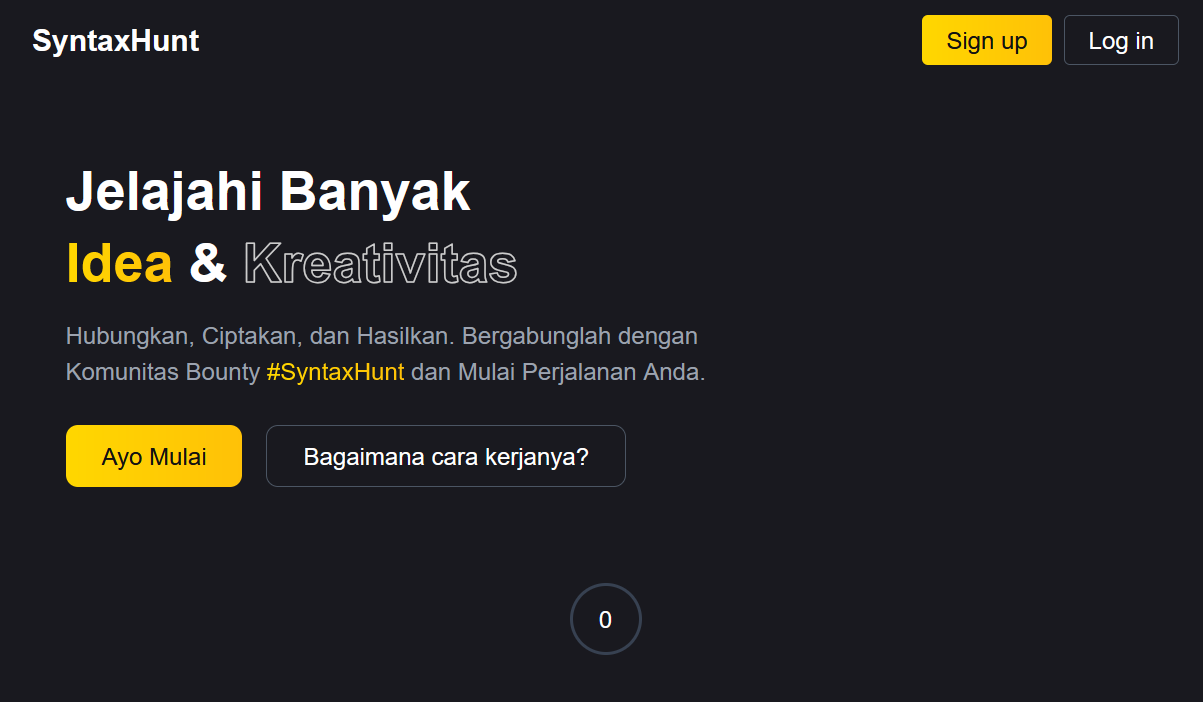 SyntaxHunt
Sign up
Log in
Jelajahi Banyak
Idea & Kreativitas
Hubungkan, Ciptakan, dan Hasilkan. Bergabunglah dengan
Komunitas Bounty #SyntaxHunt dan Mulai Perjalanan Anda.
Ayo Mulai
Bagaimana cara kerjanya?
0